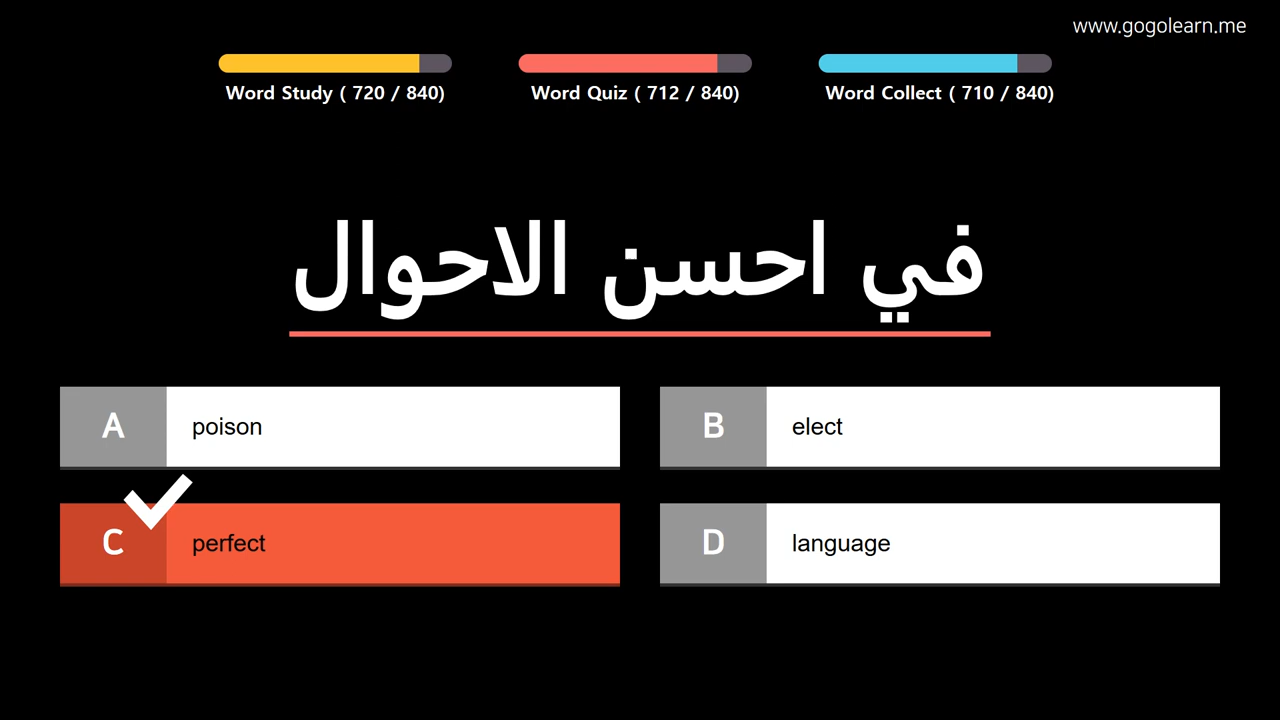 www.gogolearn.me
Word Study ( 720 / 840)
Word Quiz ( 712 / 840)
Word Collect ( 710 / 840)
في احسن الاحوال
A poison
B elect
C perfect
D language